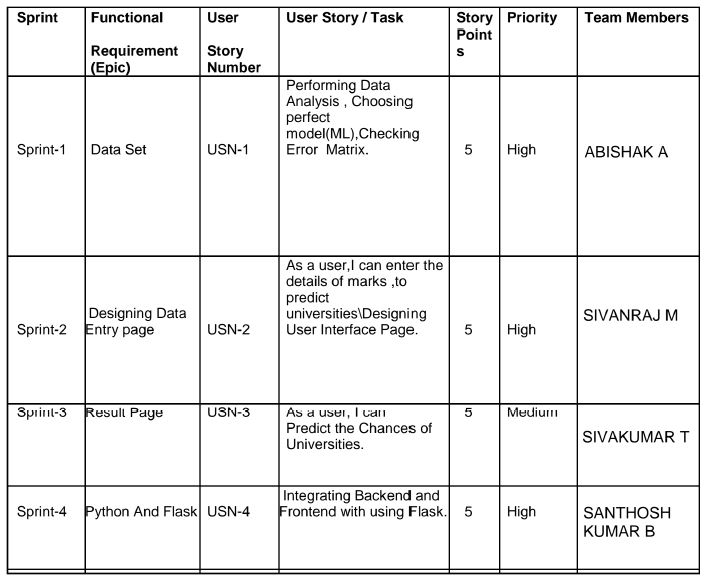 Sprint Functional Requirement (Epic) User Story Number User Story / Task Story Point s Priority Team Members
Performing Data
Analysis , Choosing
perfect
model(ML),Checking
Sprint-1 Data Set USN-1 Error Matrix. 5 High ABISHAK A
As a user,I can enter the
details of marks ,to
predict
universities\Designing
Sprint-2 Designing Data Entry page USN-2 User Interface Page. 5 High SIVANRAJ M
Sprint-3 Result Page USN-3 As a user, I can 5 Medium
Predict the Chances of
Universities.
SIVAKUMAR T
Integrating Backend and
Sprint-4 Python And Flask USN-4 Frontend with using Flask. 5 High SANTHOSH
KUMAR B